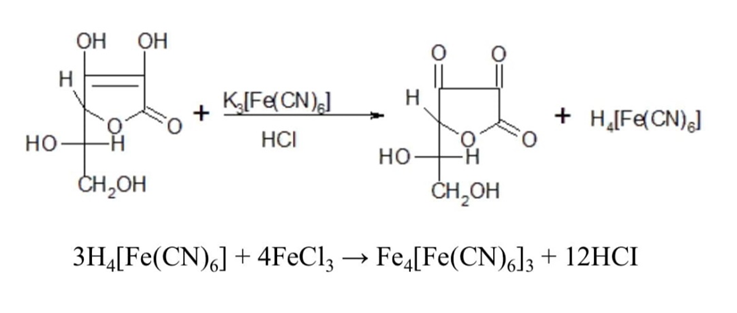 OH OH O O
H + K3[Fe(CN)6] H + H4[Fe(CN)6]
O O HCl O O
HO H HO H
CH2OH CH2OH
3H4[Fe(CN)6] + 4FeCl3 → Fe4[Fe(CN)6]3 + 12HCI